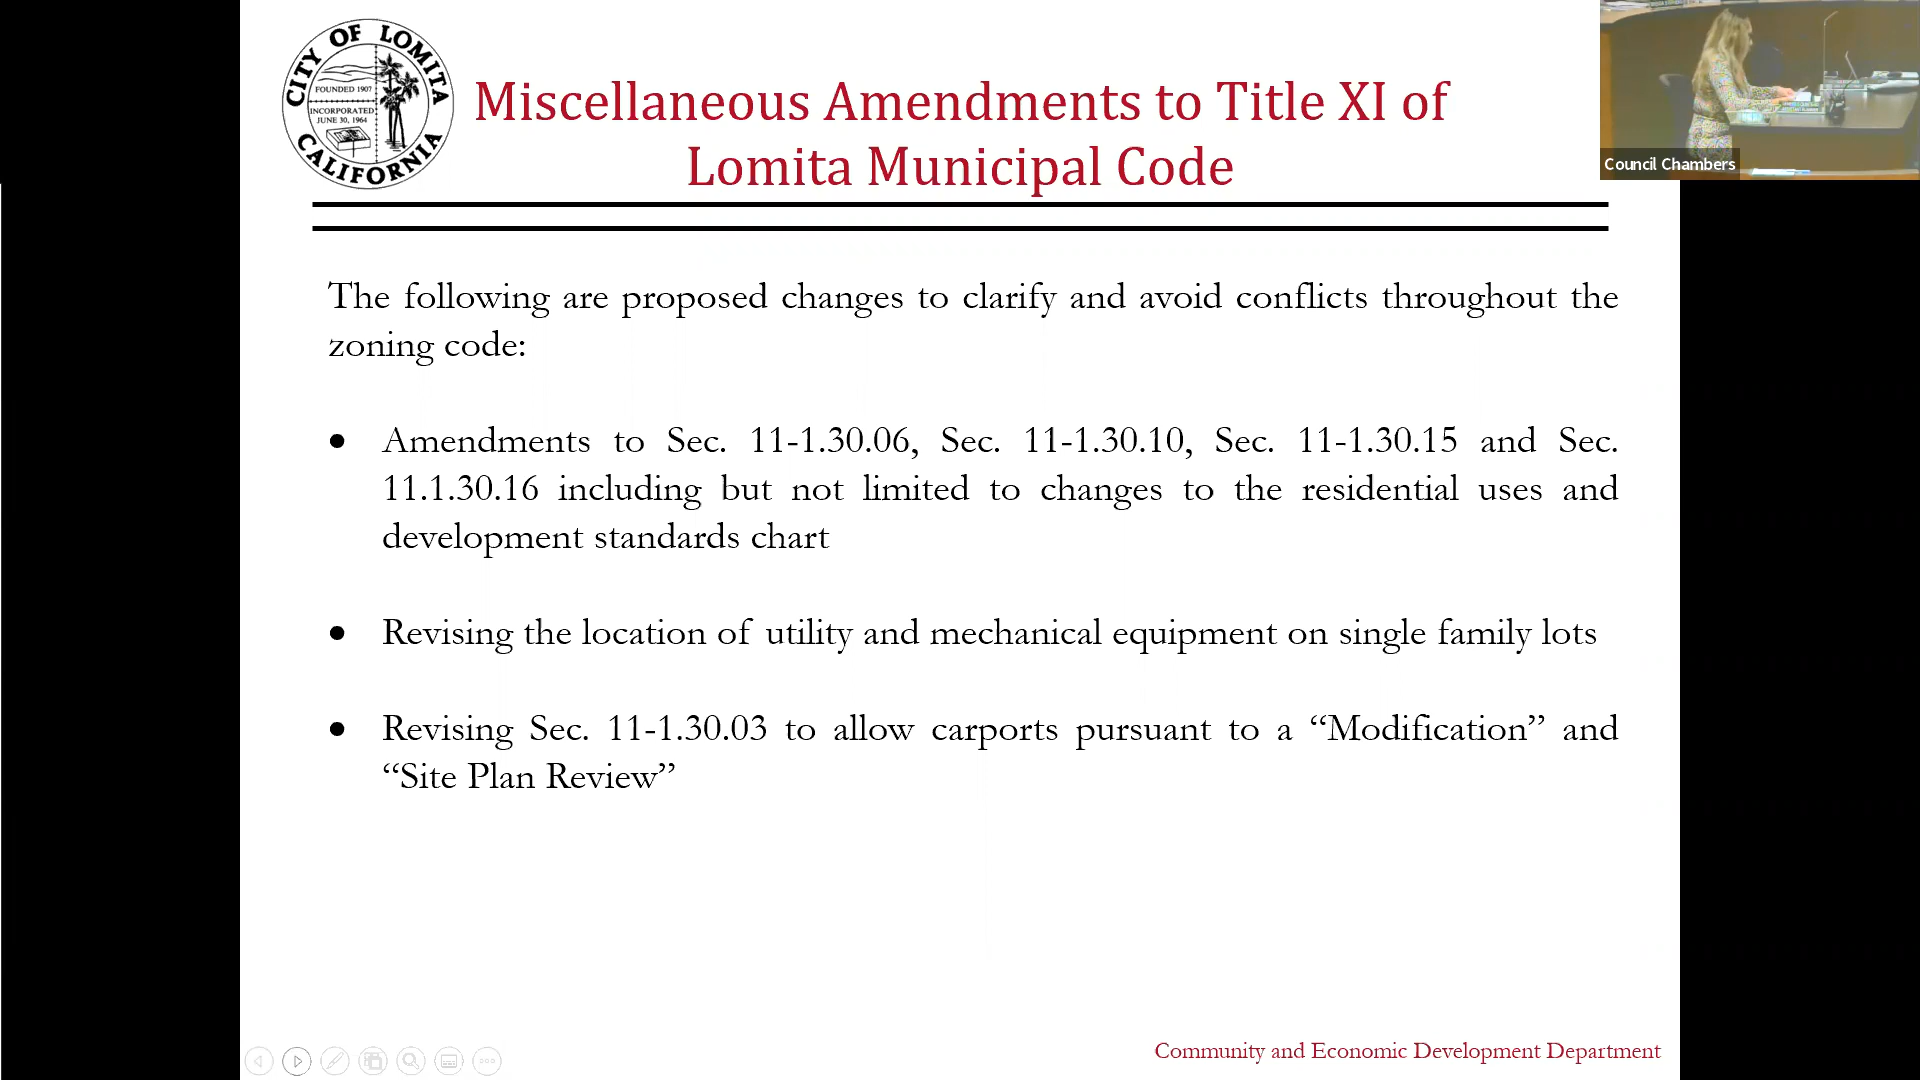 CITY OF LOMITA
FOUNDED 1907
INCORPORATED
JUNE 30, 1964
CALIFORNIA
Miscellaneous Amendments to Title XI of
Lomita Municipal Code
Council Chambers
The following are proposed changes to clarify and avoid conflicts throughout the
zoning code:
• Amendments to Sec. 11-1.30.06, Sec. 11-1.30.10, Sec. 11-1.30.15 and Sec.
11.1.30.16 including but not limited to changes to the residential uses and
development standards chart
• Revising the location of utility and mechanical equipment on single family lots
• Revising Sec. 11-1.30.03 to allow carports pursuant to a “Modification” and
“Site Plan Review”
Community and Economic Development Department